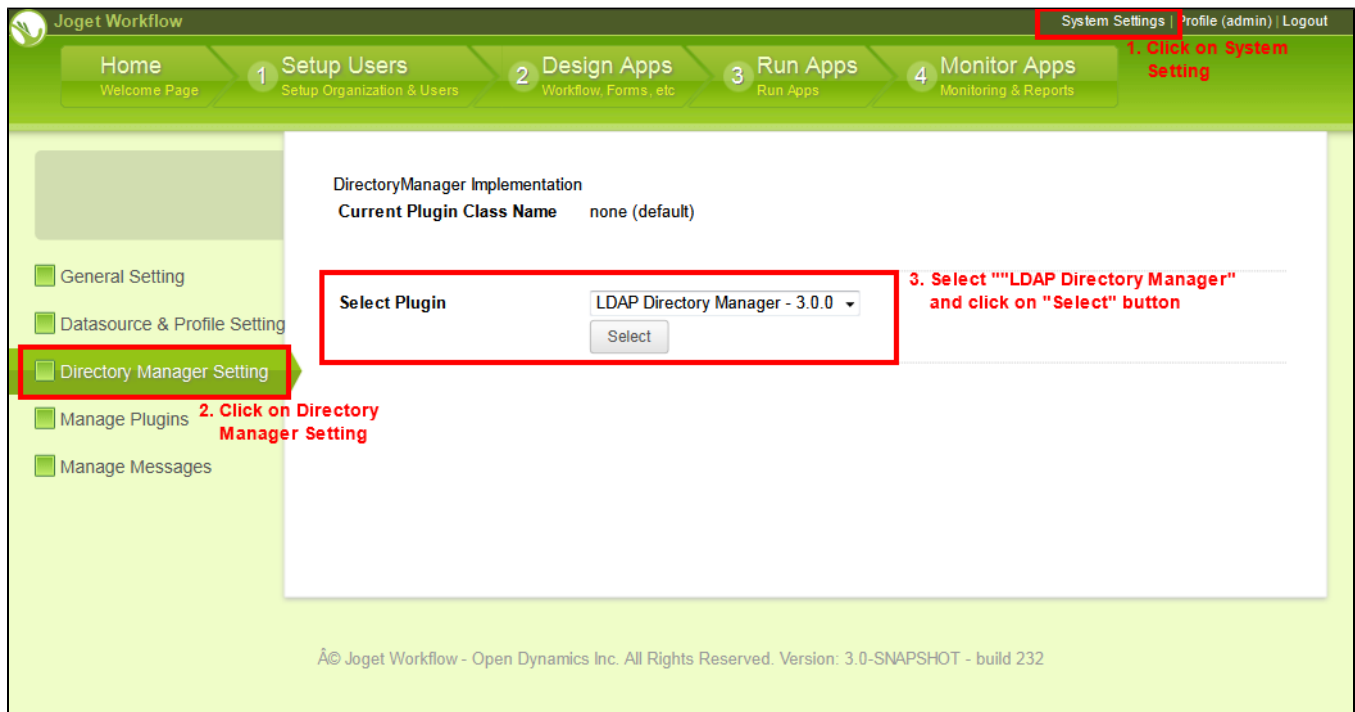 Joget Workflow
System Settings | Profile (admin) | Logout
1. Click on System
Setting
Home
Welcome Page
1 Setup Users
Setup Organization & Users
2 Design Apps
Workflow, Forms, etc
3 Run Apps
Run Apps
4 Monitor Apps
Monitoring & Reports
DirectoryManager Implementation
Current Plugin Class Name none (default)
General Setting
Datasource & Profile Setting
Directory Manager Setting
Manage Plugins
Manage Messages
2. Click on Directory
Manager Setting
Select Plugin LDAP Directory Manager - 3.0.0
Select
3. Select ""LDAP Directory Manager"
and click on "Select" button
Â© Joget Workflow - Open Dynamics Inc. All Rights Reserved. Version: 3.0-SNAPSHOT - build 232